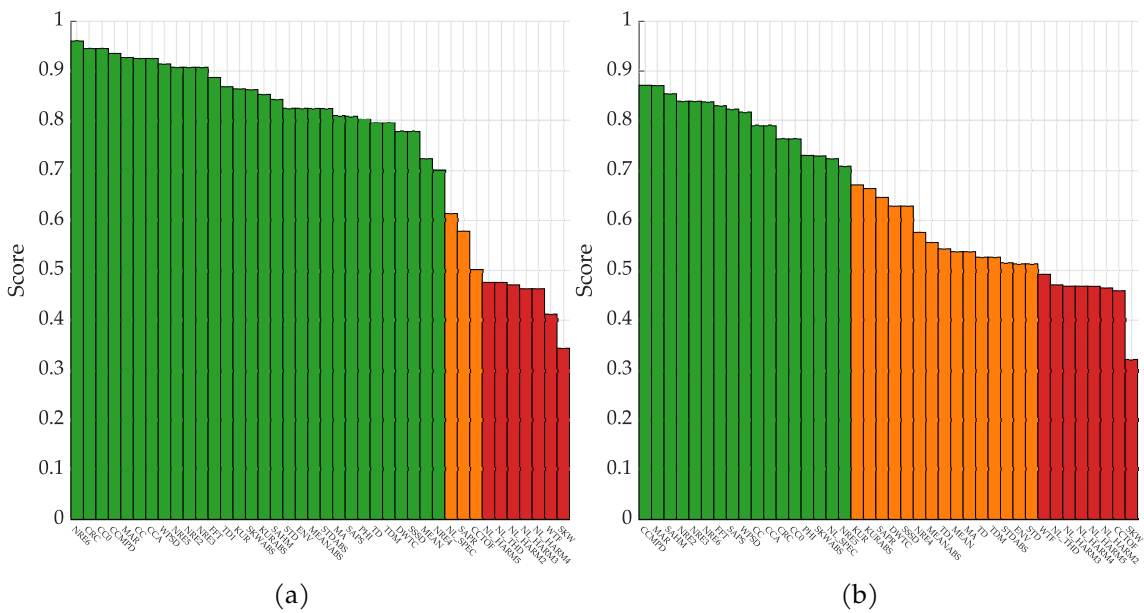 1
0.9
0.8
0.7
0.6
0.5
0.4
0.3
0.2
0.1
0
Score
NRE6
CRC
CC0
CCMPD
MAR
CC
CCA
WPSD
NRE5
NRE2
NRE3
FFT
TDI
KUR
SKWABS
KURABS
SAHM
STD
ENV
MEANABS
STDABS
MA
SAPS
PHI
TD
TDM
DWTC
SSSD
MEAN
NRE4
NL_SPEC
SAPR
CCTOF
NL_HARM5
NL_THD
NL_HARM2
NL_HARM3
NL_HARM4
WTF
SKW
(a)
1
0.9
0.8
0.7
0.6
0.5
0.4
0.3
0.2
0.1
0
Score
CCMPD
MAR
SAHM
NRE2
NRE3
NRE6
FFT
SAPS
WPSD
CC
CCA
CRC
CC0
PHI
SKWABS
NL_SPEC
NRE5
KUR
KURABS
SAPR
DWTC
SSSD
NRE4
MEANABS
TDI
MEAN
MA
TD
TDM
STDABS
ENV
STD
WTF
NL_THD
NL_HARM4
NL_HARM3
NL_HARM5
NL_HARM2
CCTOF
SKW
(b)